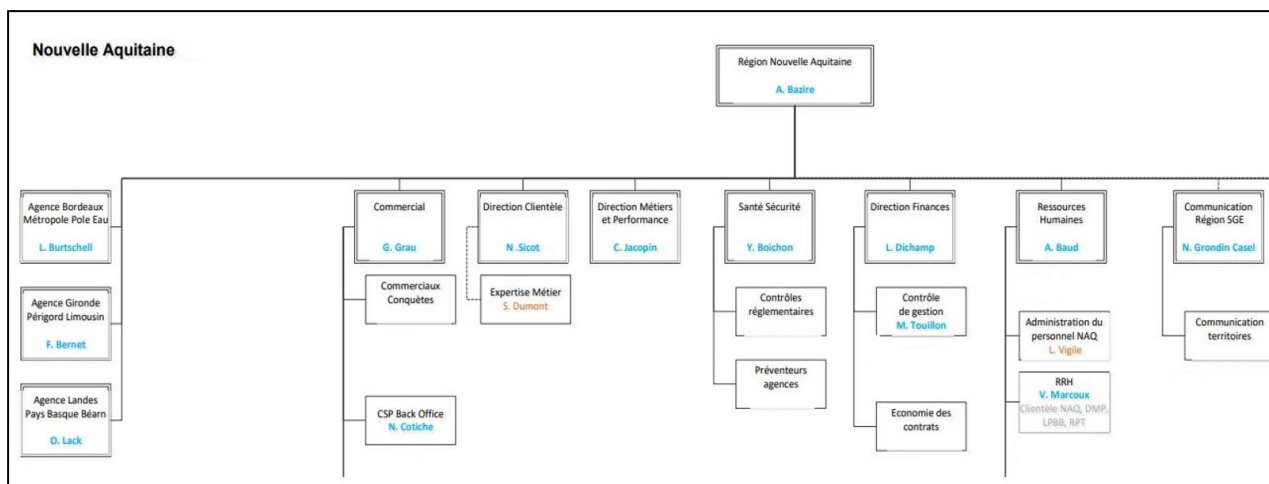 Nouvelle Aquitaine
Région Nouvelle Aquitaine
A. Bazire
Agence Bordeaux
Métropole Pole Eau
L. Burtschell
Agence Gironde
Périgord Limousin
F. Bernet
Agence Landes
Pays Basque Béarn
O. Lack
Commercial
G. Grau
Commerciaux
Conquètes
CSP Back Office
N. Cotiche
Direction Clientèle
N .Sicot
Expertise Métier
S. Dumont
Direction Métiers
et Performance
C. Jacopin
Santé Sécurité
Y. Boichon
Contrôles
réglementaires
Préventeurs
agences
Direction Finances
L. Dichamp
Contrôle
de gestion
M. Touillon
Economie des
contrats
Ressources
Humaines
A. Baud
Administration du
personnel NAQ
L. Vigile
RRH
V. Marcoux
Clientèle NAQ, DMP,
LPBB, RPT
Communication
Région SGE
N. Grondin Casel
Communication
territoires